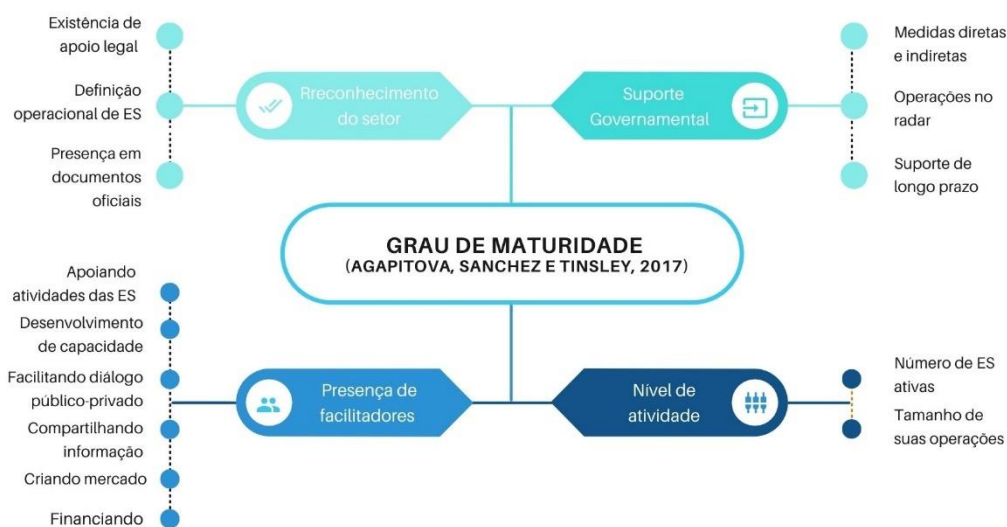 Existência de
apoio legal
Definição
operacional de ES
Presença em
documentos
oficiais
Rreconhecimento
do setor
Suporte
Governamental
Medidas diretas
e indiretas
Operações no
radar
Suporte de
longo prazo
GRAU DE MATURIDADE
(AGAPITOVA, SANCHEZ E TINSLEY, 2017)
Apoiando
atividades das ES
Desenvolvimento
de capacidade
Facilitando diálogo
público-privado
Compartilhando
informação
Criando mercado
Financiando
Presença de
facilitadores
Nível de
atividade
Número de ES
ativas
Tamanho de
suas operações